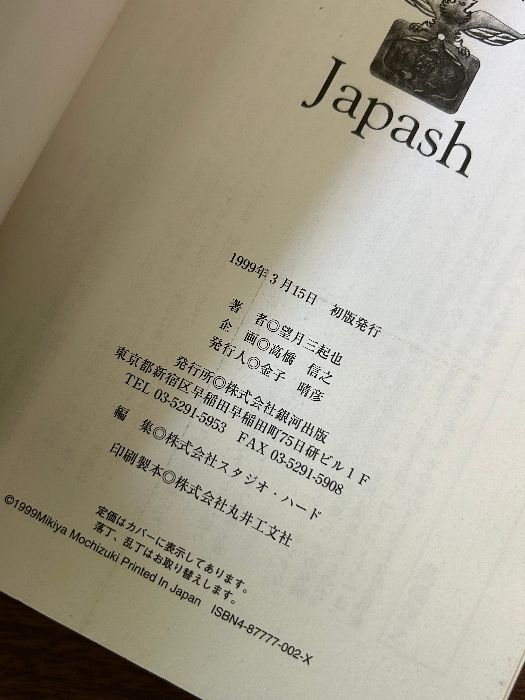 Japash
1999年3月15日 初版発行
著 者◎望月三起也
企 画◎高橋 信之
発行人◎金子 晴彦
発行所◎株式会社銀河出版
東京都新宿区早稲田早稲田町75日研ビル1F
TEL 03-5291-5953 FAX 03-5291-5908
編 集◎株式会社スタジオ・ハード
印刷製本◎株式会社丸井工文社
定価はカバーに表示してあります。
落丁、乱丁はお取り替えします。
©1999Mikiya Mochizuki Printed In Japan ISBN4-87777-002-X